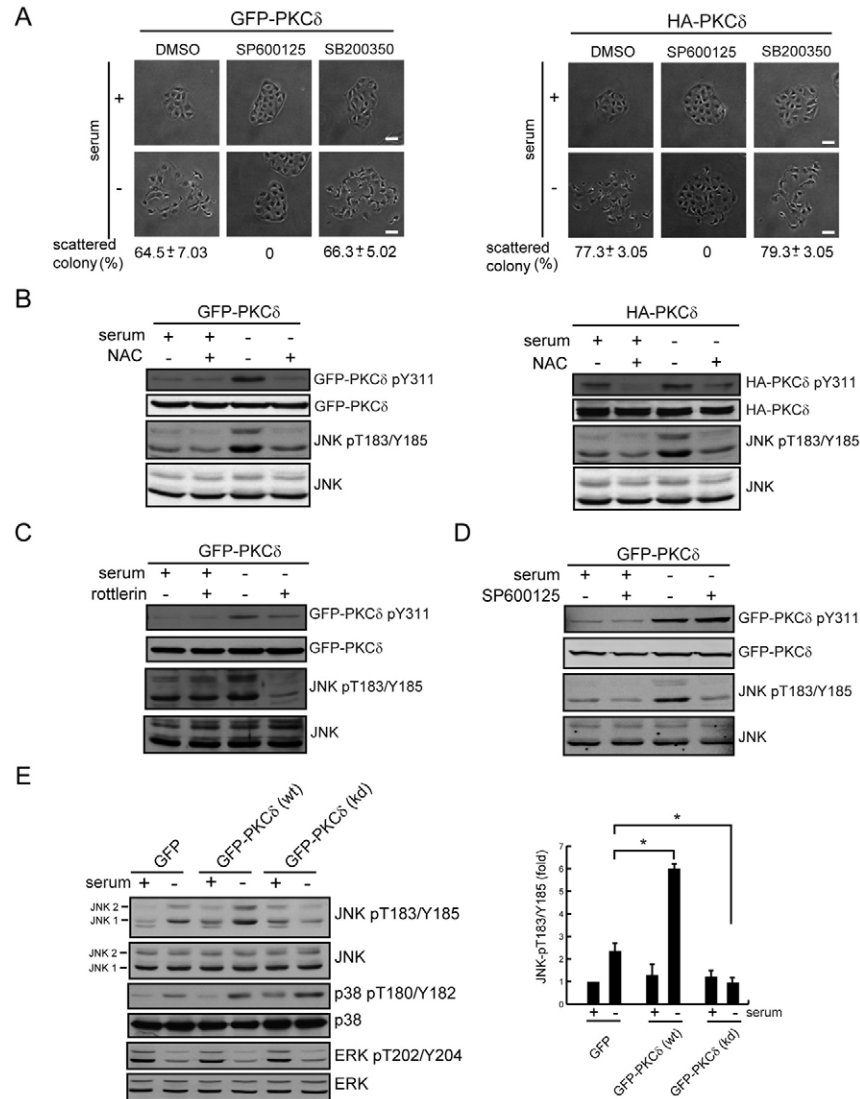 A
GFP-PKCδ
DMSO SP600125 SB200350
serum
+
-
scattered colony (%)
64.5±7.03 0 66.3±5.02
HA-PKCδ
DMSO SP600125 SB200350
serum
+
-
scattered colony (%)
77.3±3.05 0 79.3±3.05
B
GFP-PKCδ
serum + + - -
NAC - + - +
GFP-PKCδ pY311
GFP-PKCδ
JNK pT183/Y185
JNK
HA-PKCδ
serum + + - -
NAC - + - +
HA-PKCδ pY311
HA-PKCδ
JNK pT183/Y185
JNK
C
GFP-PKCδ
serum + + - -
rottlerin - + - +
GFP-PKCδ pY311
GFP-PKCδ
JNK pT183/Y185
JNK
D
GFP-PKCδ
serum + + - -
SP600125 - + - +
GFP-PKCδ pY311
GFP-PKCδ
JNK pT183/Y185
JNK
E
GFP GFP-PKCδ (wt) GFP-PKCδ (kd)
serum + - + - + -
JNK 2
JNK 1
JNK pT183/Y185
JNK 2
JNK 1
JNK
p38 pT180/Y182
p38
ERK pT202/Y204
ERK
JNK-pT183/Y185 (fold)
7
6
5
4
3
2
1
0
*
*
+ - + - + - serum
GFP GFP-PKCδ (wt) GFP-PKCδ (kd)